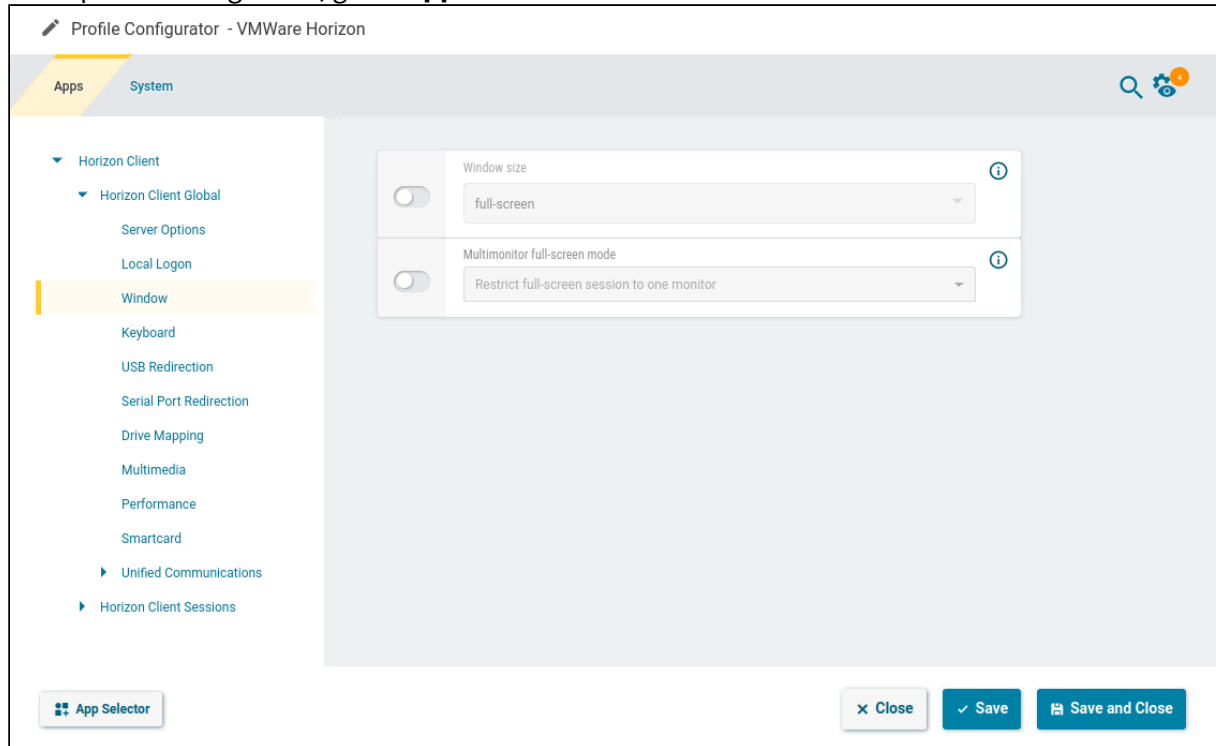 Profile Configurator - VMWare Horizon
Apps
System
4
Horizon Client
Horizon Client Global
Server Options
Local Logon
Window
Keyboard
USB Redirection
Serial Port Redirection
Drive Mapping
Multimedia
Performance
Smartcard
Unified Communications
Horizon Client Sessions
Window size
full-screen
Multimonitor full-screen mode
Restrict full-screen session to one monitor
App Selector
Close
Save
Save and Close